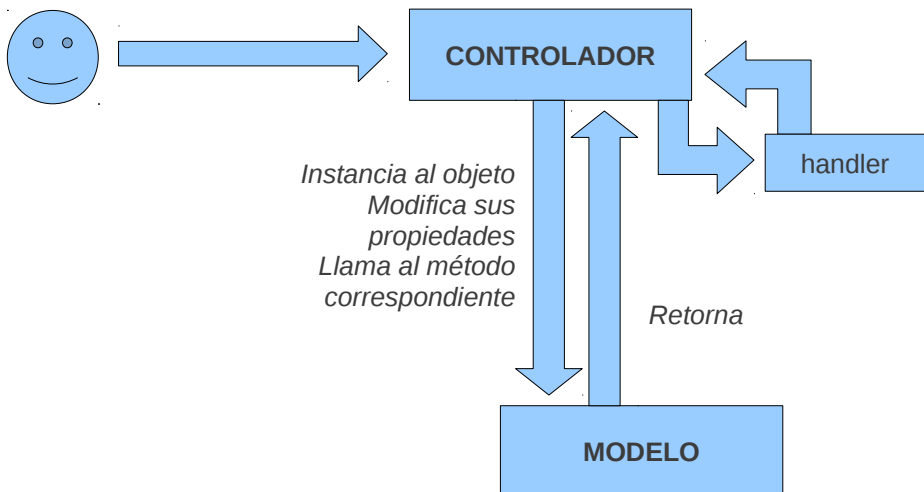 CONTROLADOR
handler
Instancia al objeto
Modifica sus
propiedades
Llama al método
correspondiente
Retorna
MODELO